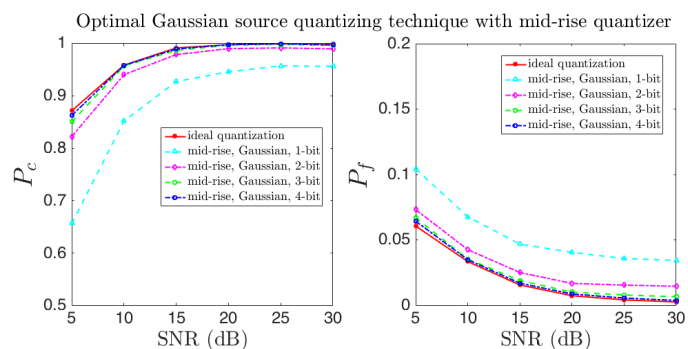 Optimal Gaussian source quantizing technique with mid-rise quantizer
1
0.9
0.8
0.7
0.6
0.5
5
10
15
20
25
30
P_c
SNR (dB)
ideal quantization
mid-rise, Gaussian, 1-bit
mid-rise, Gaussian, 2-bit
mid-rise, Gaussian, 3-bit
mid-rise, Gaussian, 4-bit
0.2
0.15
0.1
0.05
0
5
10
15
20
25
30
P_f
SNR (dB)
ideal quantization
mid-rise, Gaussian, 1-bit
mid-rise, Gaussian, 2-bit
mid-rise, Gaussian, 3-bit
mid-rise, Gaussian, 4-bit